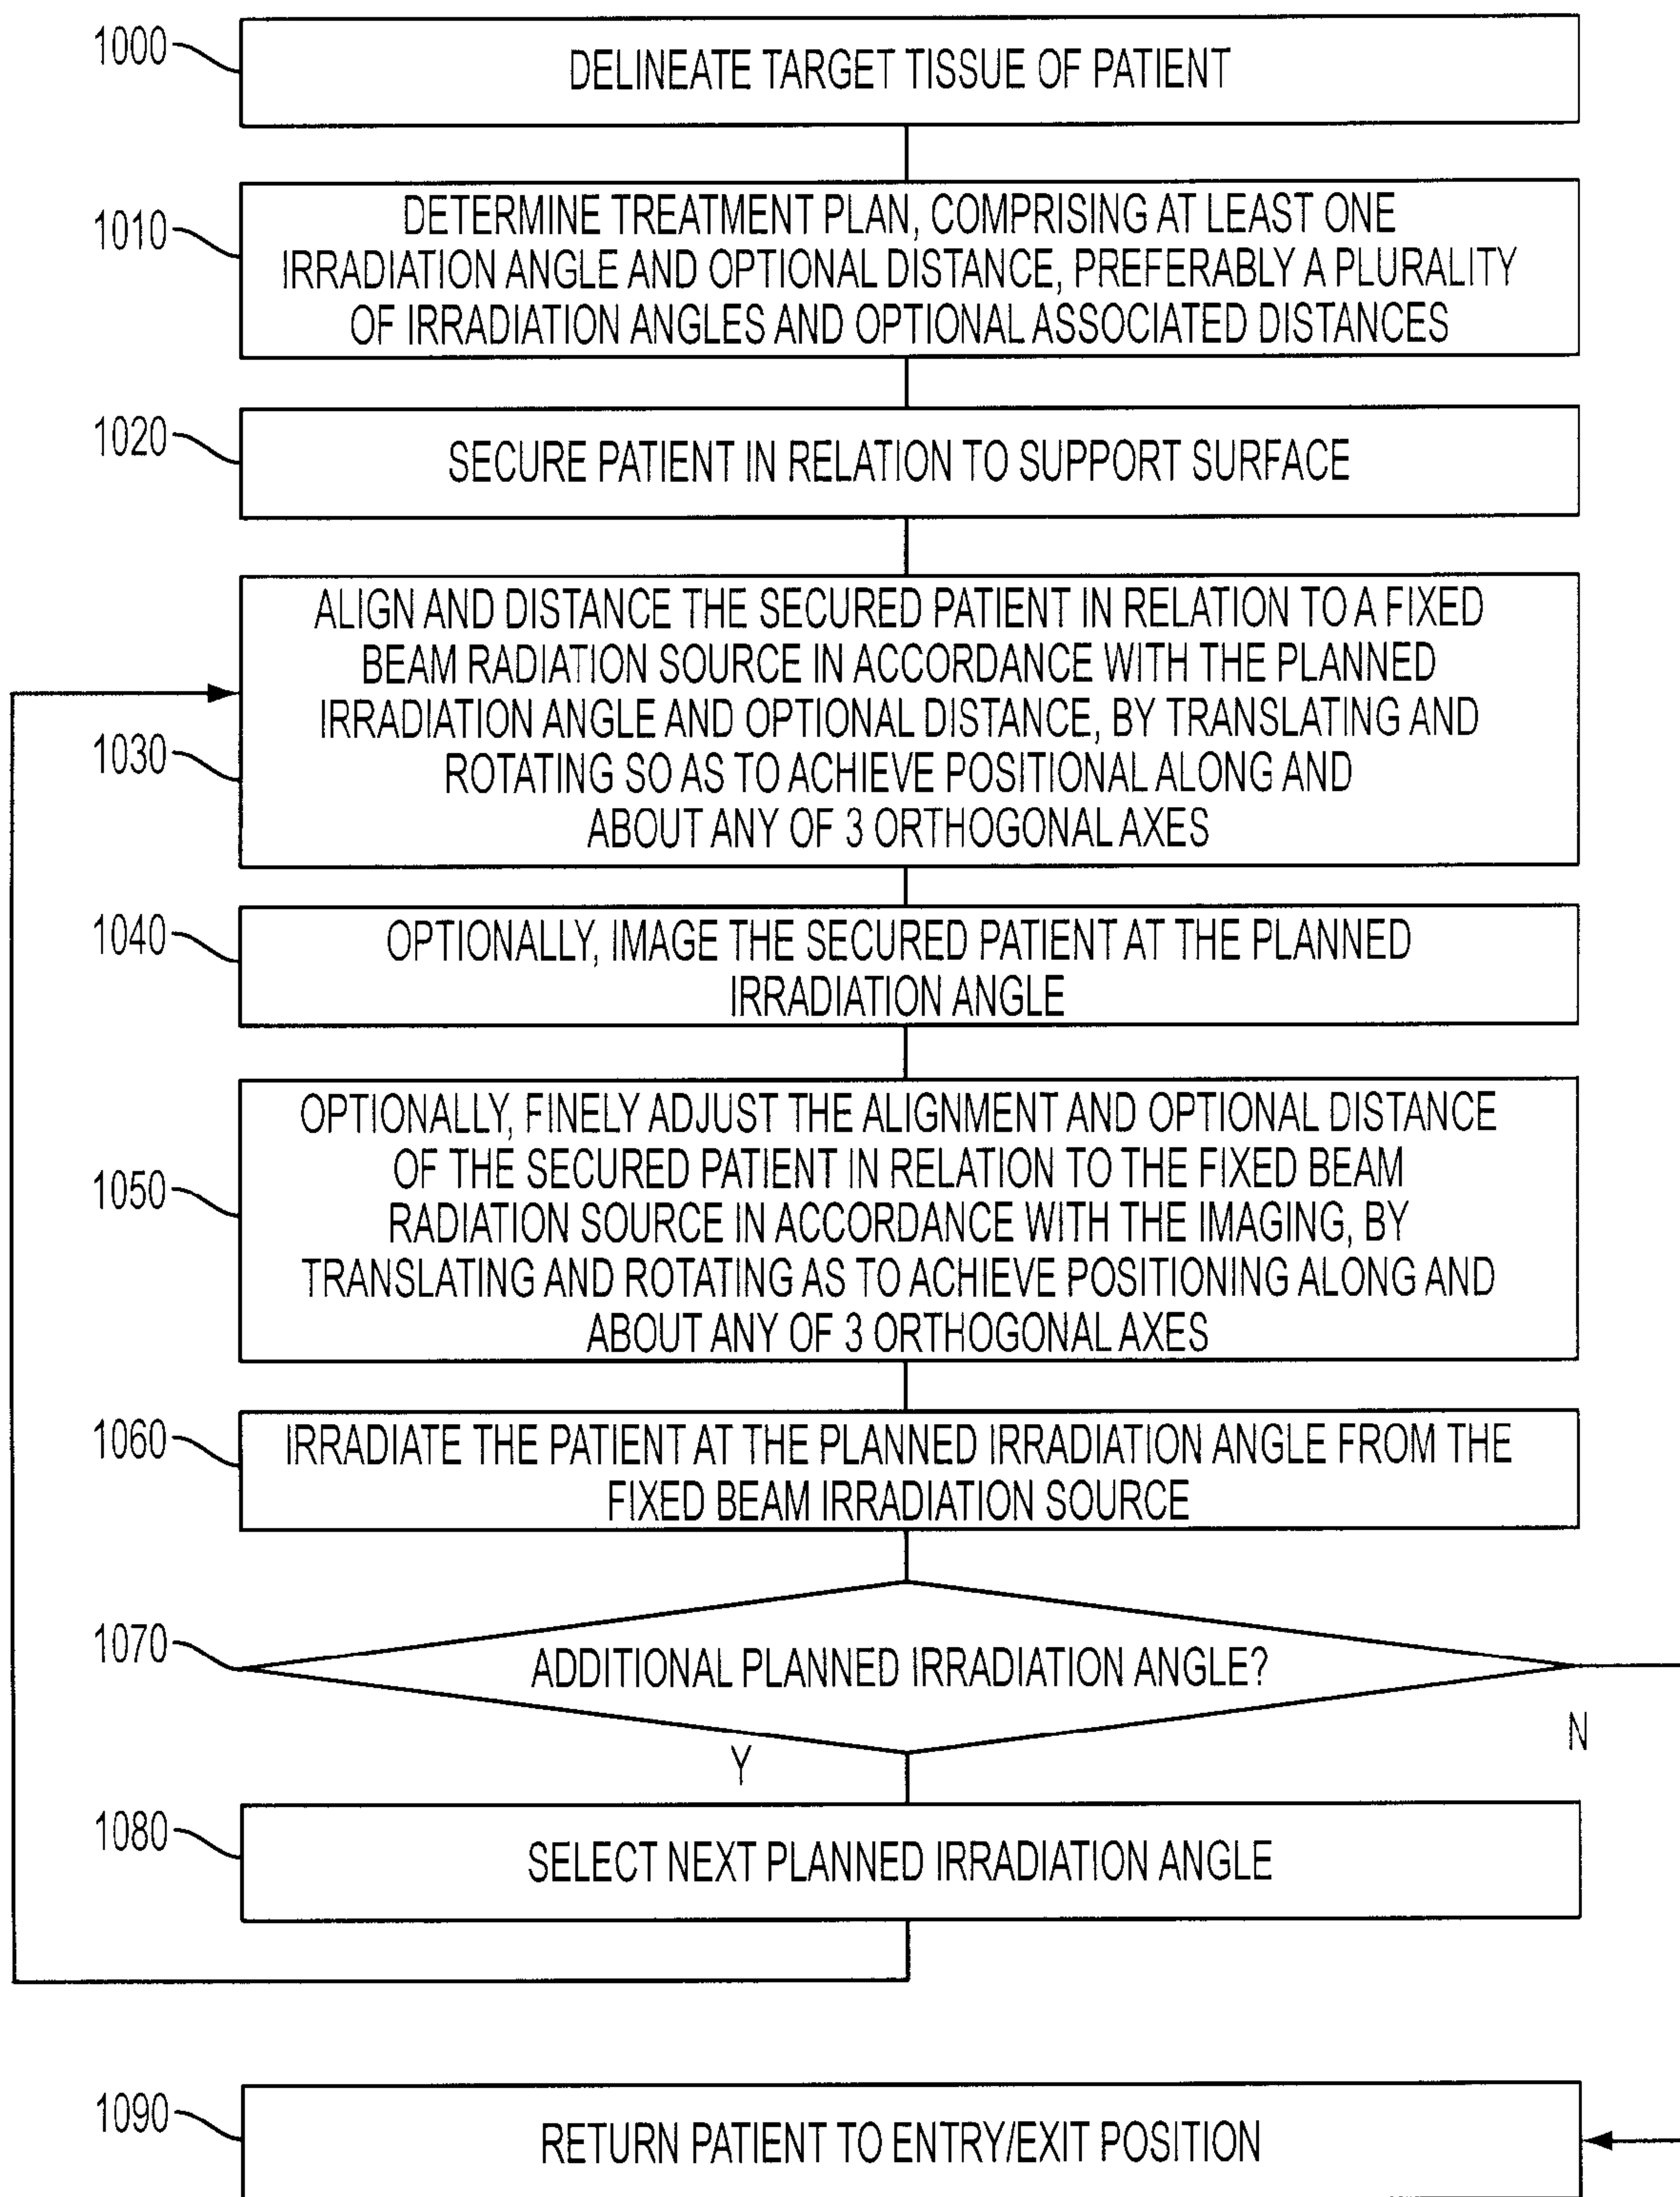 1000
DELINEATE TARGET TISSUE OF PATIENT
1010
DETERMINE TREATMENT PLAN, COMPRISING AT LEAST ONE
IRRADIATION ANGLE AND OPTIONAL DISTANCE, PREFERABLY A PLURALITY
OF IRRADIATION ANGLES AND OPTIONAL ASSOCIATED DISTANCES
1020
SECURE PATIENT IN RELATION TO SUPPORT SURFACE
1030
ALIGN AND DISTANCE THE SECURED PATIENT IN RELATION TO A FIXED
BEAM RADIATION SOURCE IN ACCORDANCE WITH THE PLANNED
IRRADIATION ANGLE AND OPTIONAL DISTANCE, BY TRANSLATING AND
ROTATING SO AS TO ACHIEVE POSITIONAL ALONG AND
ABOUT ANY OF 3 ORTHOGONAL AXES
1040
OPTIONALLY, IMAGE THE SECURED PATIENT AT THE PLANNED
IRRADIATION ANGLE
1050
OPTIONALLY, FINELY ADJUST THE ALIGNMENT AND OPTIONAL DISTANCE
OF THE SECURED PATIENT IN RELATION TO THE FIXED BEAM
RADIATION SOURCE IN ACCORDANCE WITH THE IMAGING, BY
TRANSLATING AND ROTATING AS TO ACHIEVE POSITIONING ALONG AND
ABOUT ANY OF 3 ORTHOGONAL AXES
1060
IRRADIATE THE PATIENT AT THE PLANNED IRRADIATION ANGLE FROM THE
FIXED BEAM IRRADIATION SOURCE
1070
ADDITIONAL PLANNED IRRADIATION ANGLE?
N
Y
1080
SELECT NEXT PLANNED IRRADIATION ANGLE
1090
RETURN PATIENT TO ENTRY/EXIT POSITION